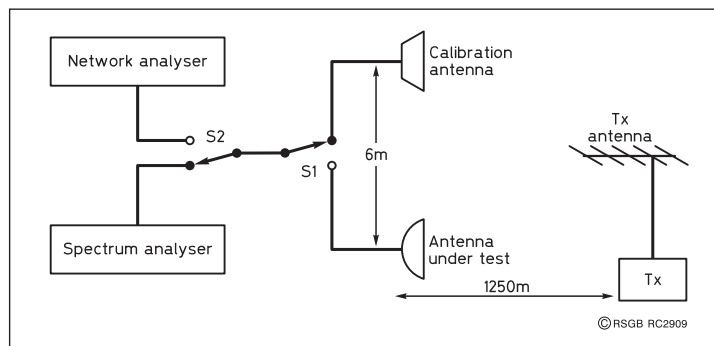 Network analyser
Calibration
antenna
S2
Tx
antenna
6m
S1
Spectrum analyser
Antenna
under test
Tx
1250m
© RSGB RC2909